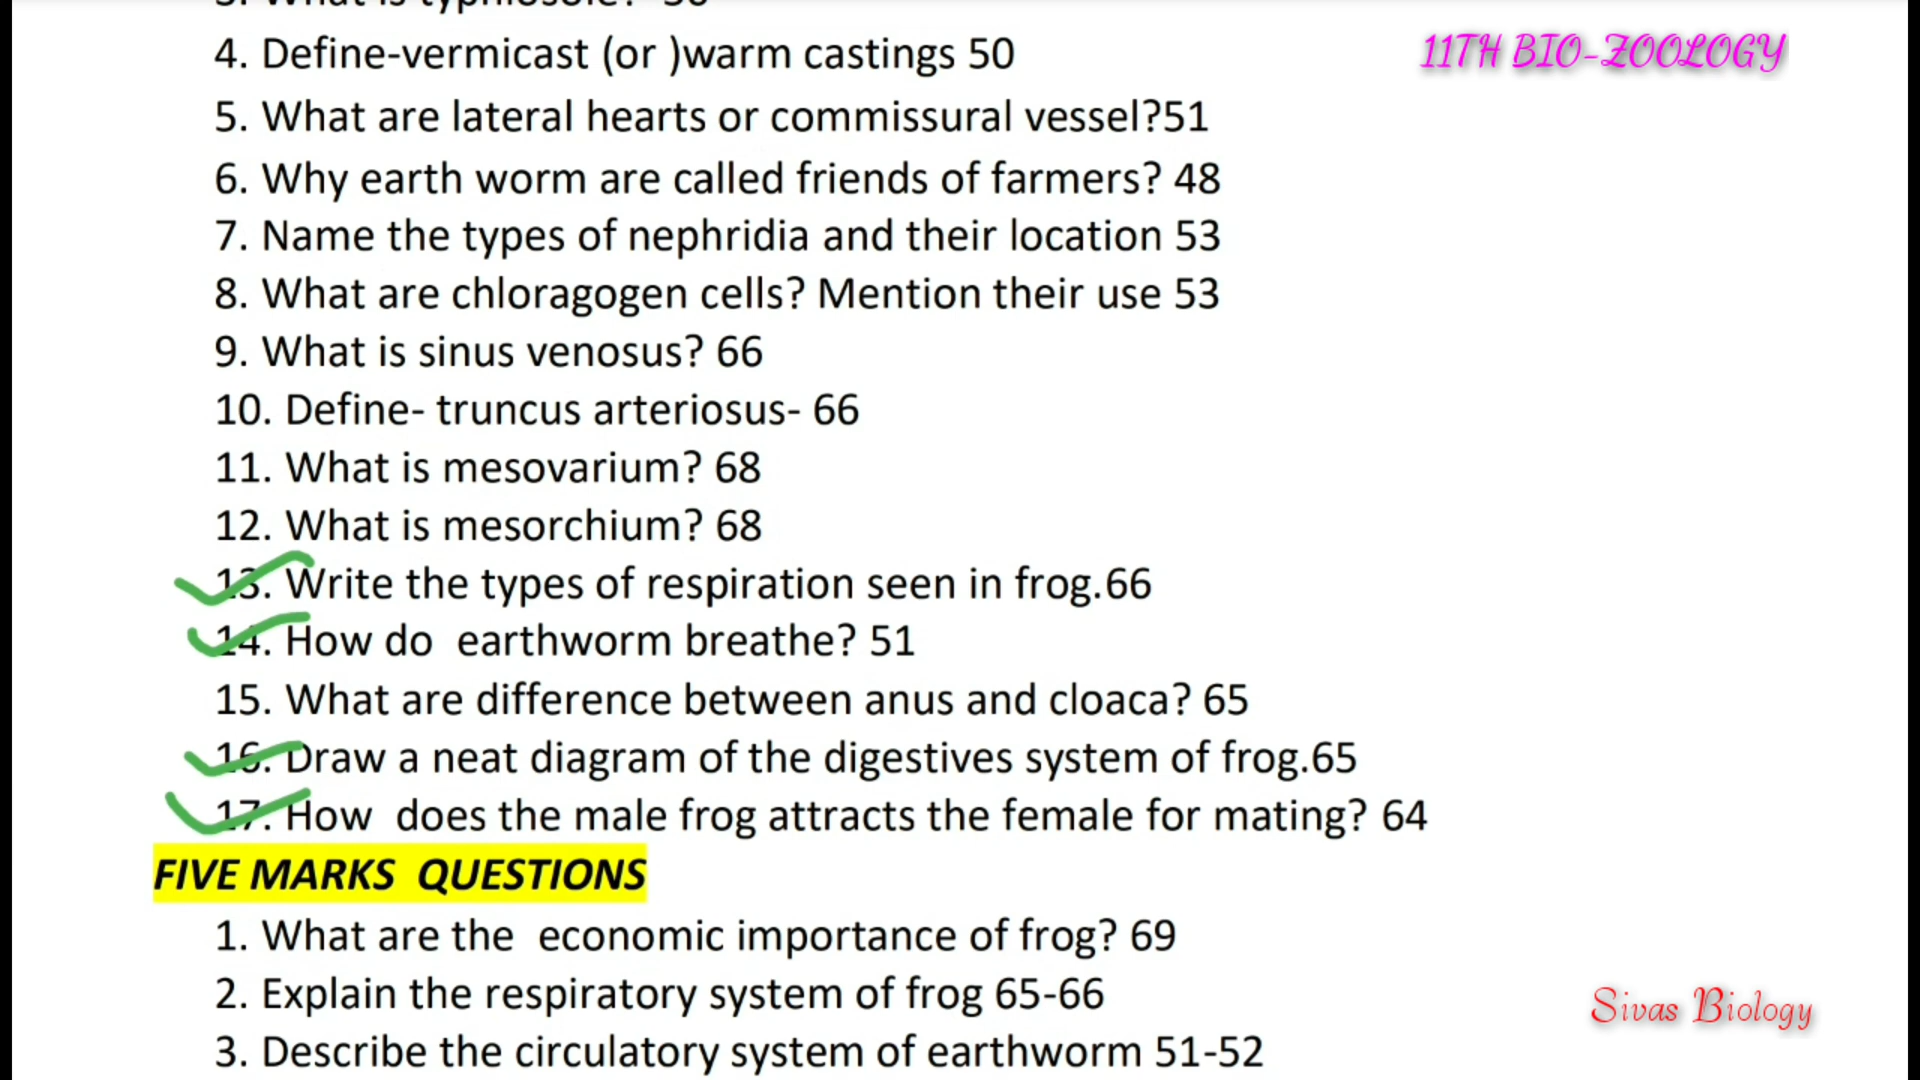 3. What is typhlosole? 50
4. Define-vermicast (or )warm castings 50
11TH BIO-ZOOLOGY
5. What are lateral hearts or commissural vessel?51
6. Why earth worm are called friends of farmers? 48
7. Name the types of nephridia and their location 53
8. What are chloragogen cells? Mention their use 53
9. What is sinus venosus? 66
10. Define- truncus arteriosus- 66
11. What is mesovarium? 68
12. What is mesorchium? 68
13. Write the types of respiration seen in frog.66
14. How do  earthworm breathe? 51
15. What are difference between anus and cloaca? 65
16. Draw a neat diagram of the digestives system of frog.65
17. How  does the male frog attracts the female for mating? 64
FIVE MARKS  QUESTIONS
1. What are the  economic importance of frog? 69
2. Explain the respiratory system of frog 65-66
Sivas Biology
3. Describe the circulatory system of earthworm 51-52